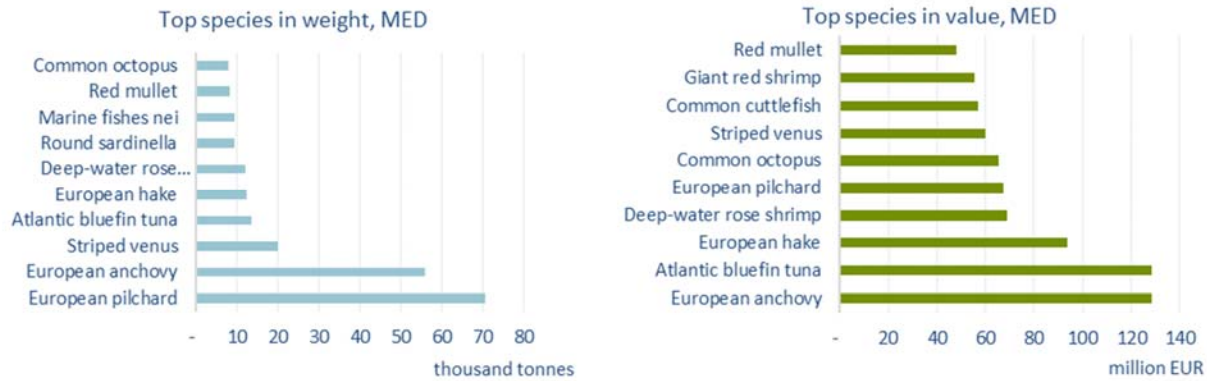 Top species in weight, MED
Common octopus
Red mullet
Marine fishes nei
Round sardinella
Deep-water rose...
European hake
Atlantic bluefin tuna
Striped venus
European anchovy
European pilchard
- 10 20 30 40 50 60 70 80
thousand tonnes
Top species in value, MED
Red mullet
Giant red shrimp
Common cuttlefish
Striped venus
Common octopus
European pilchard
Deep-water rose shrimp
European hake
Atlantic bluefin tuna
European anchovy
- 20 40 60 80 100 120 140
million EUR